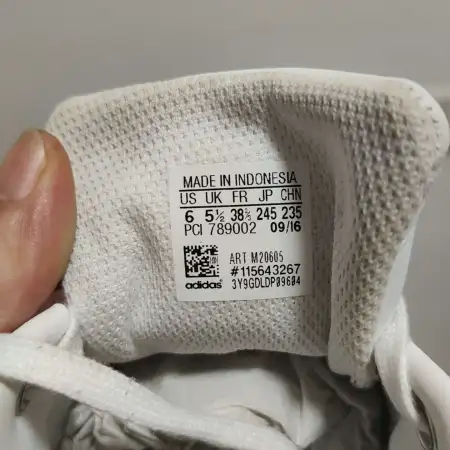 MADE IN INDONESIA
US UK FR JP CHN
6 5½ 38⅔ 245 235
PCI 789002 09/16
ART M20605
#115643267
adidas 3Y9GDLDP09604